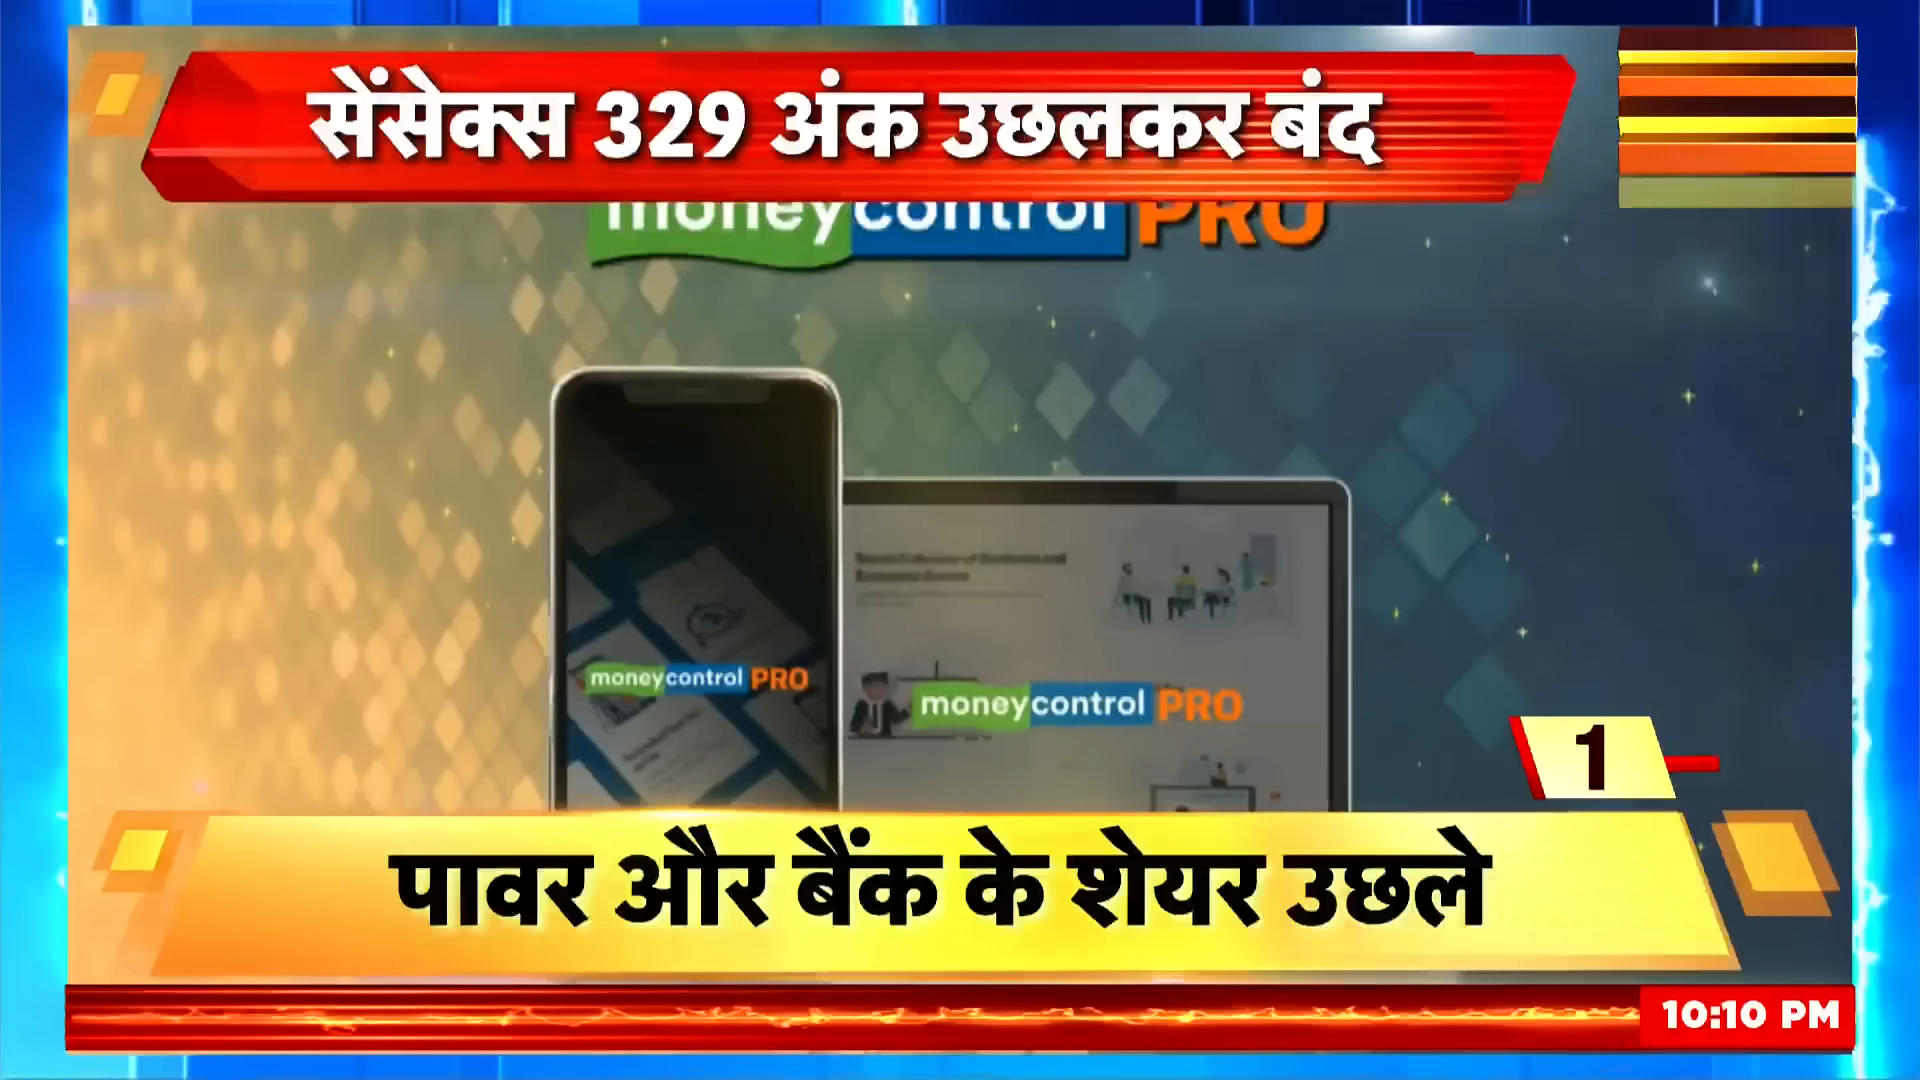 सेंसेक्स 329 अंक उछलकर बंद
moneycontrol PRO
moneycontrol PRO
moneycontrol PRO
1
पावर और बैंक के शेयर उछले
10:10 PM